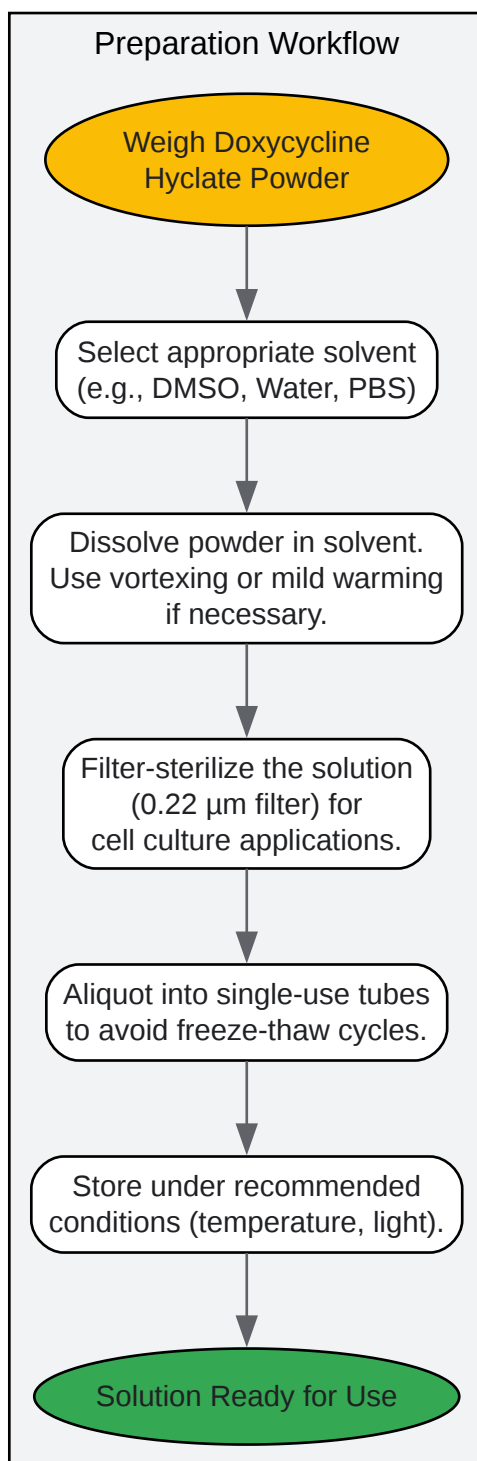 Preparation Workflow
Weigh Doxycycline
Hyclate Powder
Select appropriate solvent
(e.g., DMSO, Water, PBS)
Dissolve powder in solvent.
Use vortexing or mild warming
if necessary.
Filter-sterilize the solution
(0.22 µm filter) for
cell culture applications.
Aliquot into single-use tubes
to avoid freeze-thaw cycles.
Store under recommended
conditions (temperature, light).
Solution Ready for Use